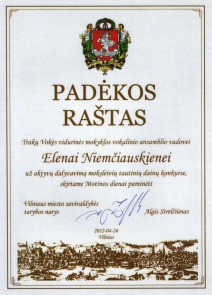 PADĖKOS
RAŠTAS
Trakų Vokės vidurinės mokyklos vokalinio ansamblio vadovei
Elenai Niemčiauskienei
už aktyvų dalyvavimą moksleivių tautinių dainų konkurse,
skirtame Motinos dienai paminėti
Vilniaus miesto savivaldybės
tarybos narys
Algis Strelčiūnas
2012-04-26
Vilnius